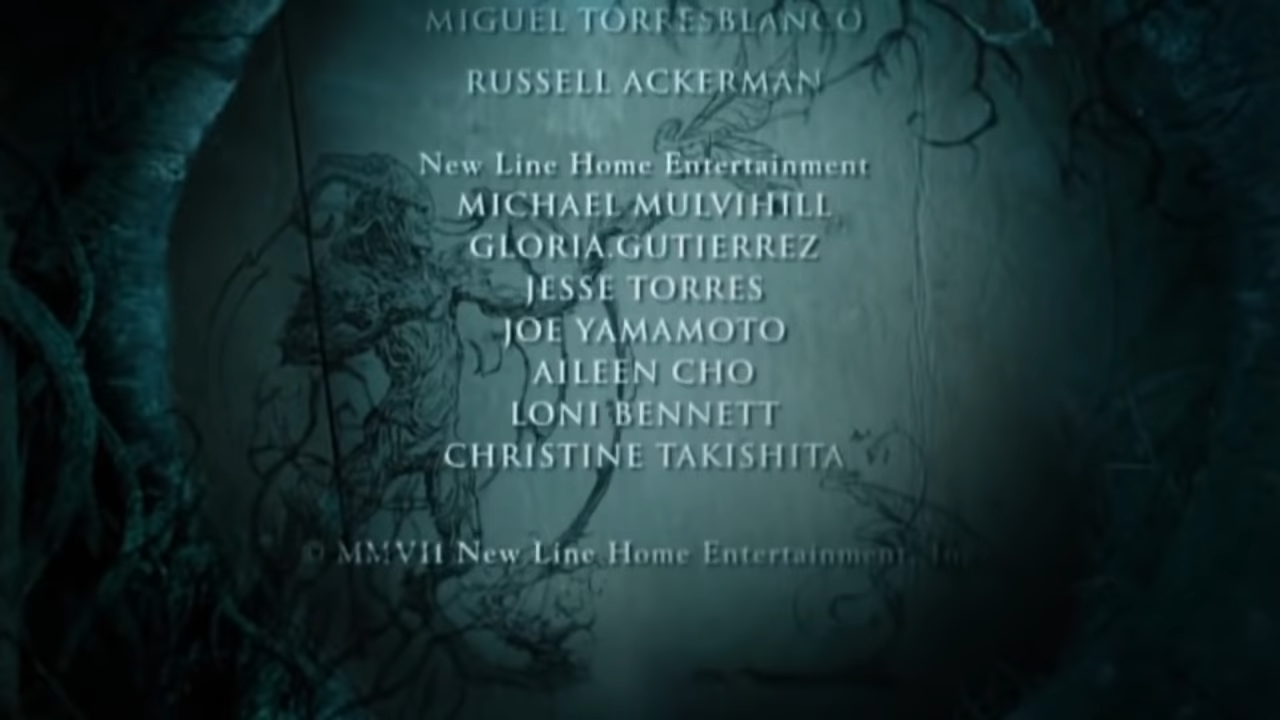 MIGUEL TORRESBLANCO
RUSSELL ACKERMAN
New Line Home Entertainment
MICHAEL MULVIHILL
GLORIA GUTIERREZ
JESSE TORRES
JOE YAMAMOTO
AILEEN CHO
LONI BENNETT
CHRISTINE TAKISHITA
© MMVII New Line Home Entertainment, Inc